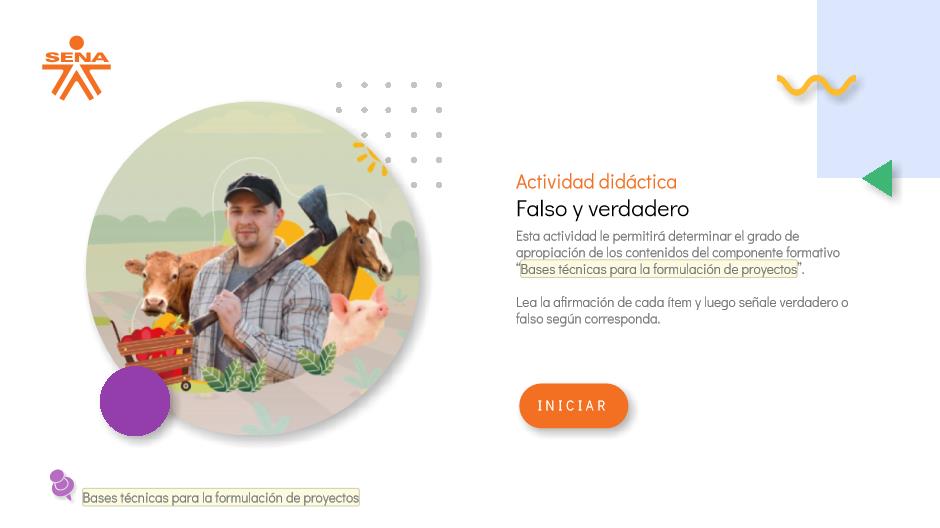 SENA
Actividad didáctica
Falso y verdadero
Esta actividad le permitirá determinar el grado de
apropiación de los contenidos del componente formativo
“Bases técnicas para la formulación de proyectos”.
Lea la afirmación de cada ítem y luego señale verdadero o
falso según corresponda.
INICIAR
Bases técnicas para la formulación de proyectos